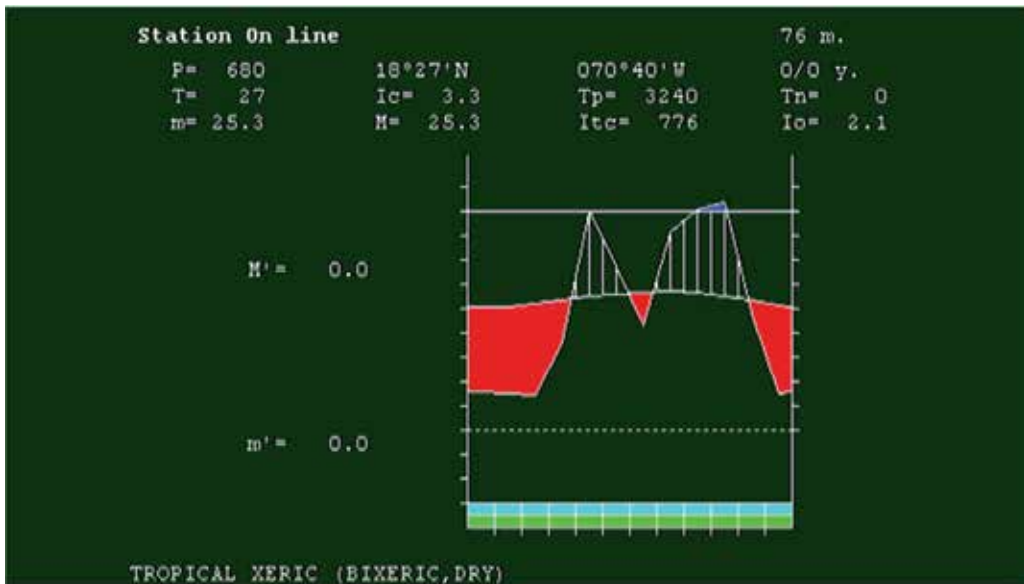 Station On line 76 m.
P= 680 18°27'N 070°40'W 0/0 y.
T= 27 Ic= 3.3 Tp= 3240 Tn= 0
m= 25.3 M= 25.3 Itc= 776 Io= 2.1
M'= 0.0
m'= 0.0
TROPICAL XERIC (BIXERIC,DRY)